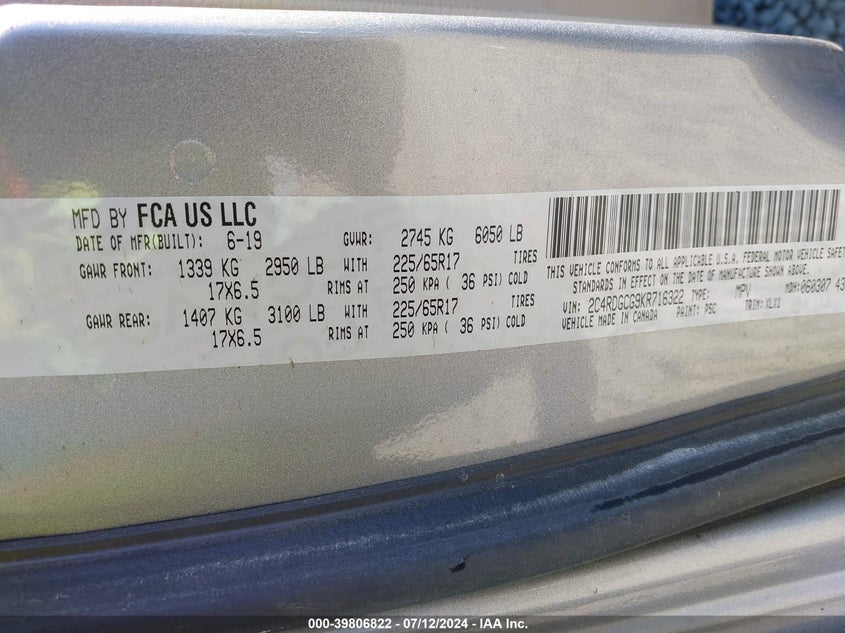 MFD BY FCA US LLC
DATE OF MFR(BUILT): 6-19 GVWR: 2745 KG 6050 LB
GAWR FRONT: 1339 KG 2950 LB WITH 225/65R17 TIRES
17X6.5 RIMS AT 250 KPA ( 36 PSI) COLD
GAWR REAR: 1407 KG 3100 LB WITH 225/65R17 TIRES
17X6.5 RIMS AT 250 KPA ( 36 PSI) COLD
THIS VEHICLE CONFORMS TO ALL APPLICABLE U.S.A. FEDERAL MOTOR VEHICLE SAFETY
STANDARDS IN EFFECT ON THE DATE OF MANUFACTURE SHOWN ABOVE.
VIN: 2C4RDGCG9KR716322 TYPE: MPV MDH:060307 43
VEHICLE MADE IN CANADA PAINT: PSC TRIM: XLX1
000-39806822 - 07/12/2024 - IAA Inc.